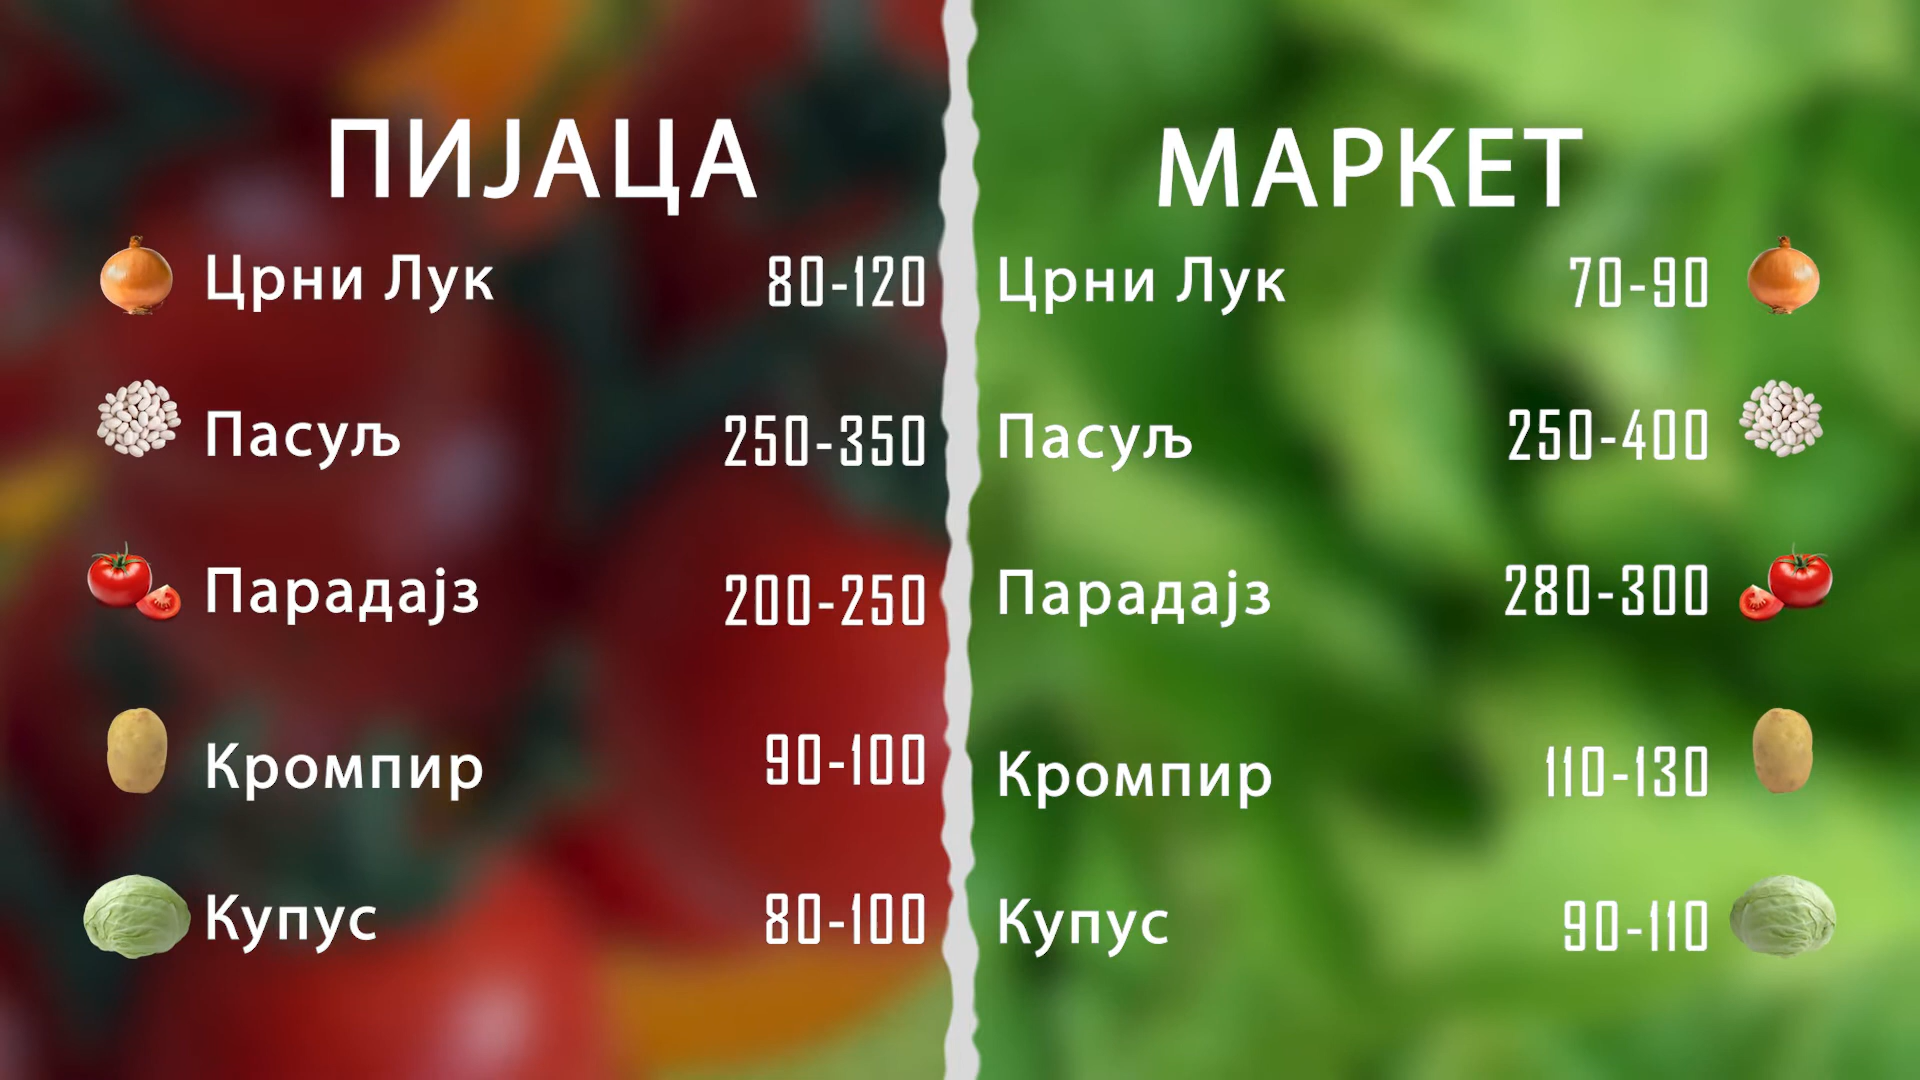 ПИЈАЦА
Црни Лук 80-120
Пасуљ 250-350
Парадајз 200-250
Кромпир 90-100
Купус 80-100
МАРКЕТ
Црни Лук 70-90
Пасуљ 250-400
Парадајз 280-300
Кромпир 110-130
Купус 90-110